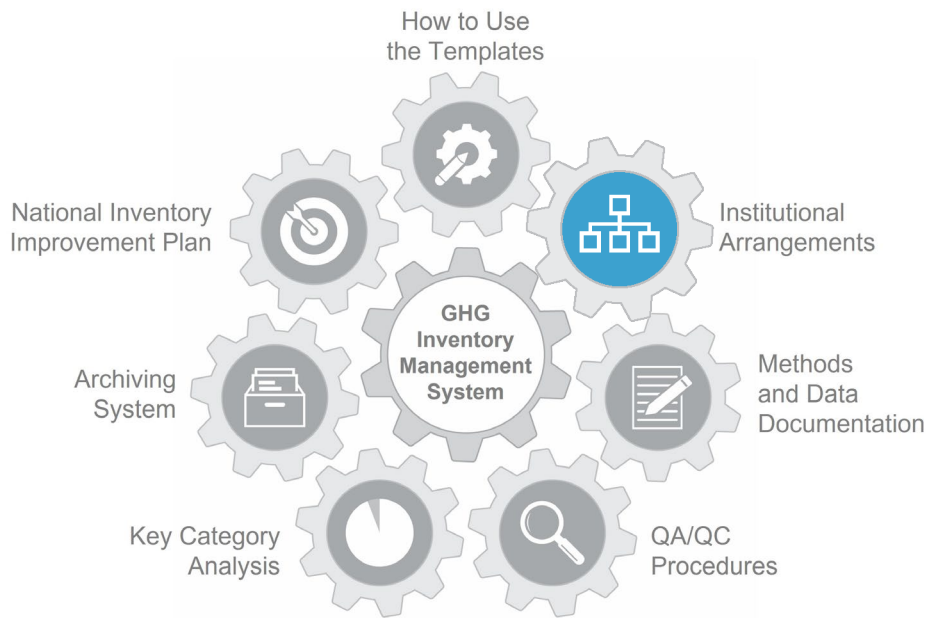 How to Use
the Templates
Institutional
Arrangements
Methods
and Data
Documentation
QA/QC
Procedures
Key Category
Analysis
Archiving
System
National Inventory
Improvement Plan
GHG
Inventory
Management
System